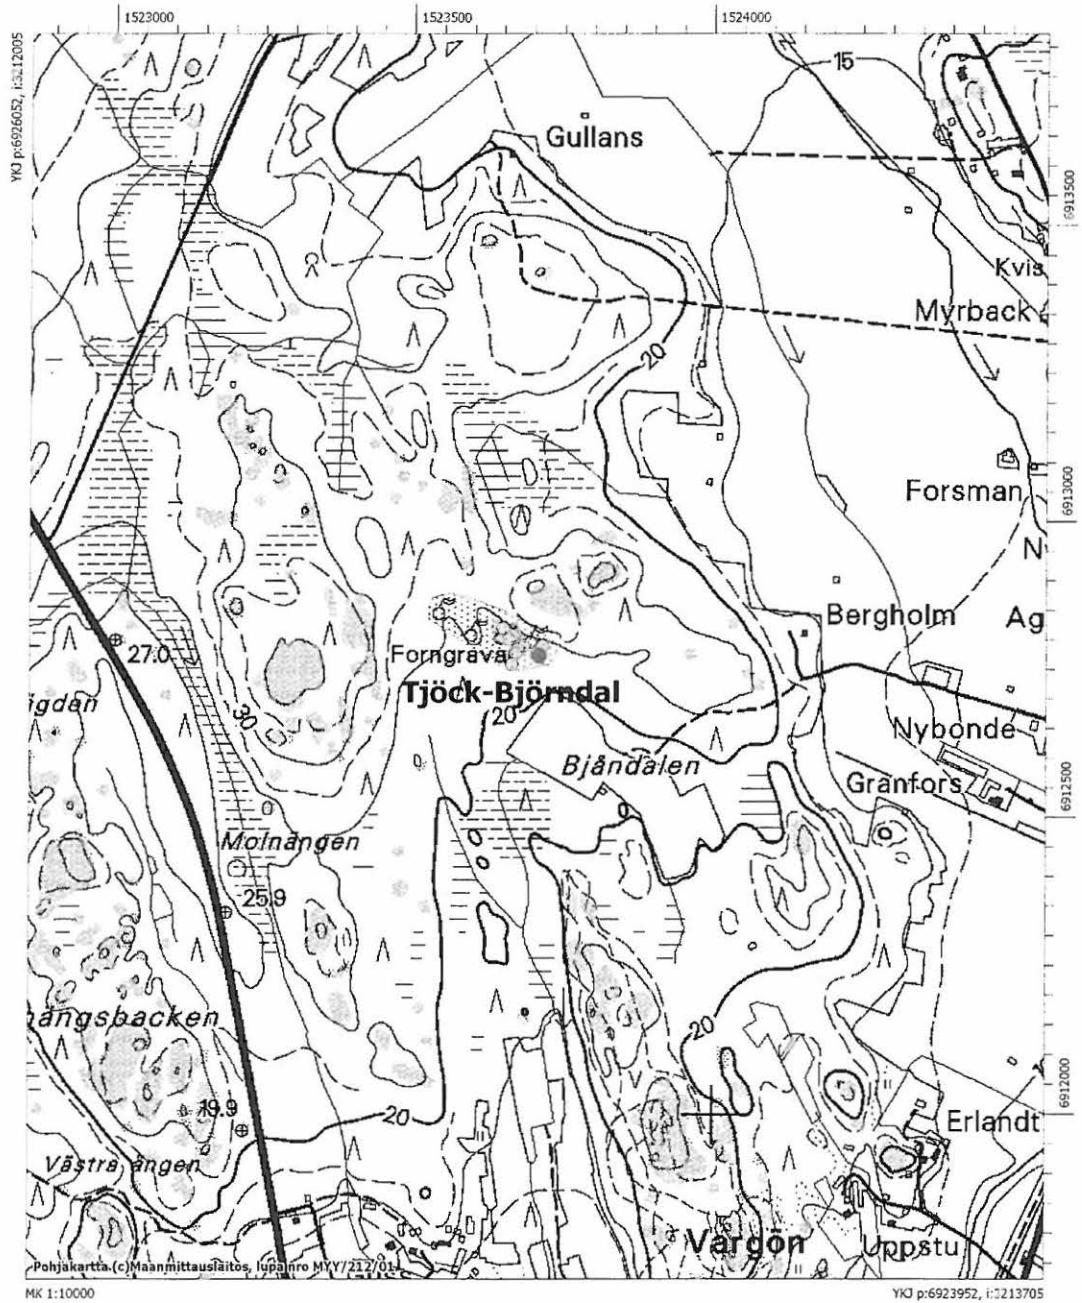 1523000
1523500
1524000
YKJ p:6926052, i:3212005
15
Gullans
6913500
Kvis
Myrback
20
6913000
Forsman
N
Bergholm
Ag
27.0
Forngrava
Tjöck-Björndal
igdan
30
20
Nybonde
Bjåndalen
Granfors
6912500
Molnängen
25.9
ängsbacken
20
6912000
19.9
20
Erlandt
Västra ängen
Vargön
Uppstu
Pohjakartta (c)Maanmittauslaitos, lupa nro MYY/212/01
MK 1:10000
YKJ p:6923952, i:3213705